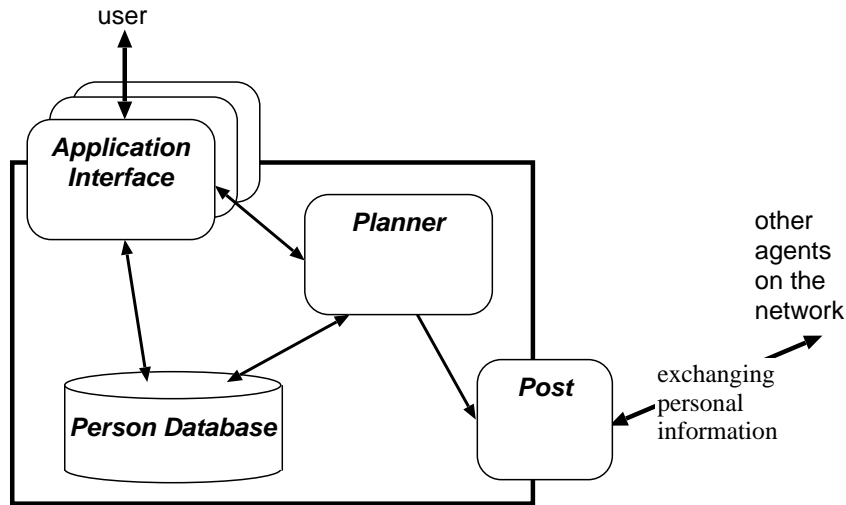 user
Application
Interface
Planner
other
agents
on the
network
Person Database
Post
exchanging
personal
information